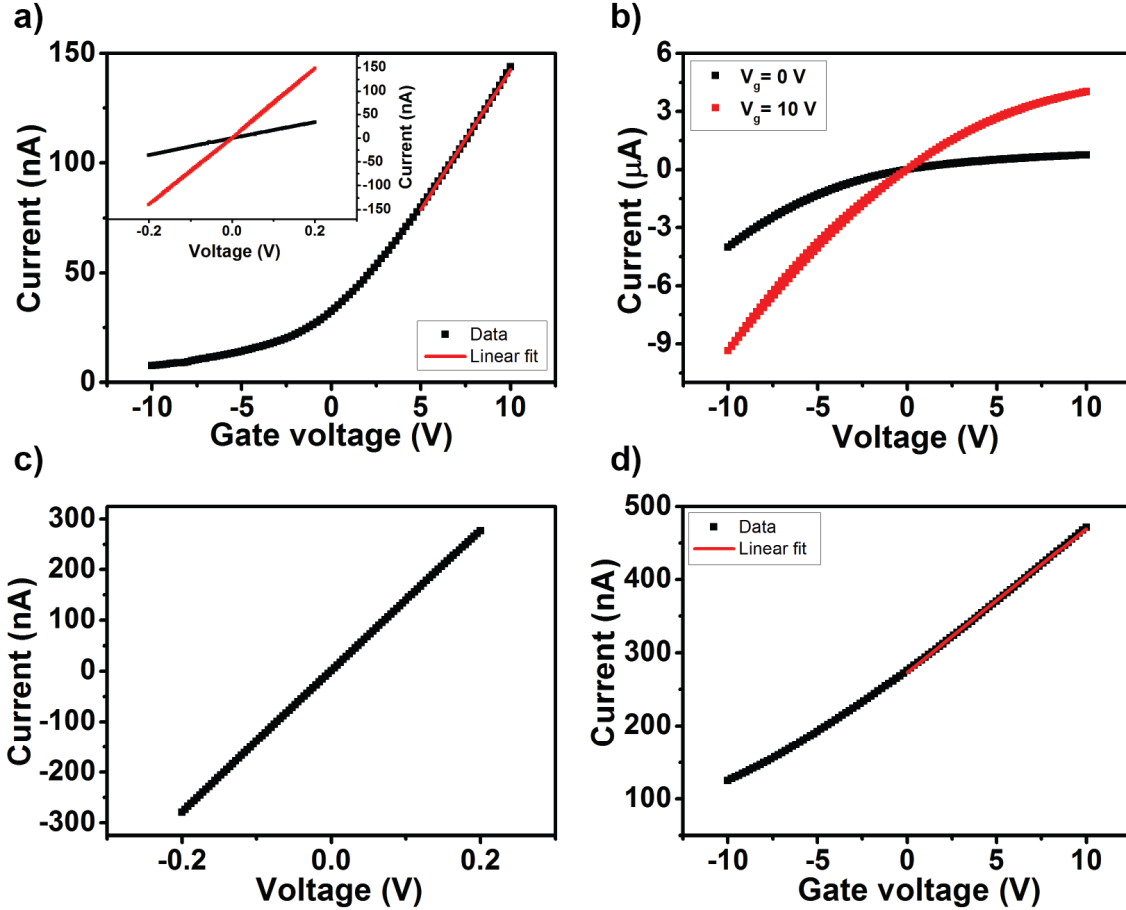 a)
150
100
50
0
Current (nA)
-10
-5
0
5
10
Gate voltage (V)
150
100
50
0
-50
-100
-150
Current (nA)
-0.2
0.0
0.2
Voltage (V)
Data
Linear fit
b)
6
3
0
-3
-6
-9
Current (μA)
Vg= 0 V
Vg= 10 V
-10
-5
0
5
10
Voltage (V)
c)
300
200
100
0
-100
-200
-300
Current (nA)
-0.2
0.0
0.2
Voltage (V)
d)
500
400
300
200
100
Current (nA)
Data
Linear fit
-10
-5
0
5
10
Gate voltage (V)